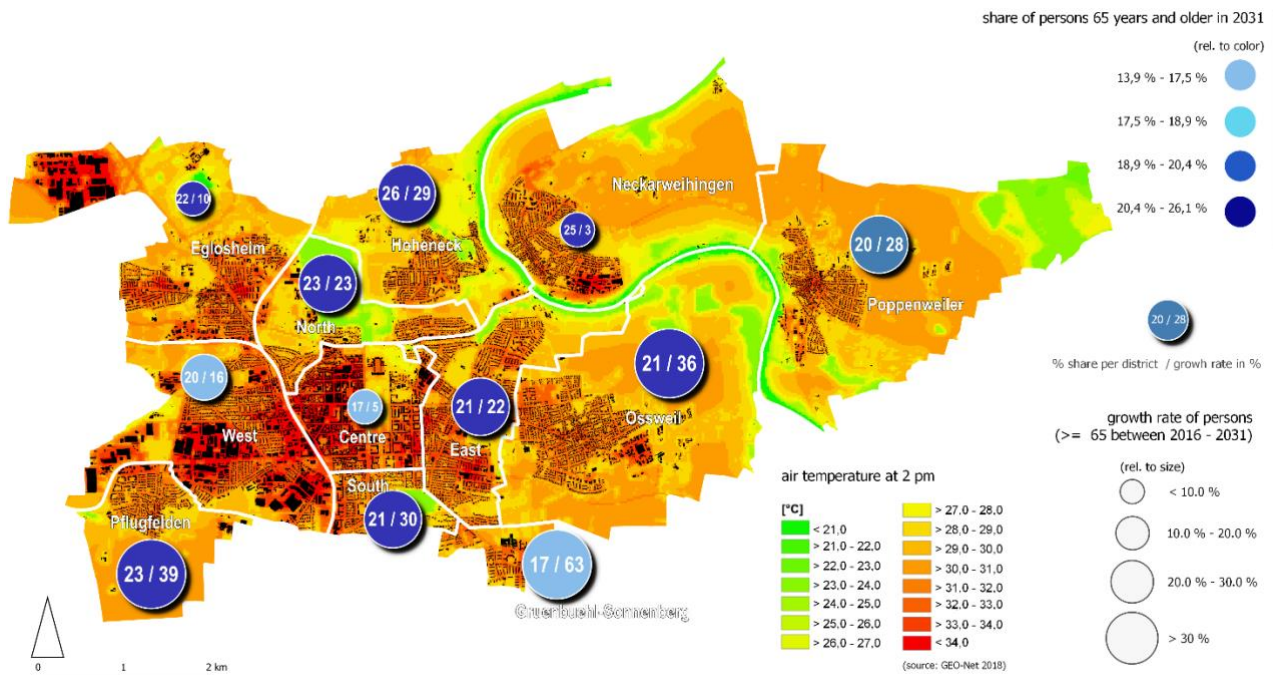 share of persons 65 years and older in 2031
(rel. to color)
13,9 % - 17,5 %
17,5 % - 18,9 %
18,9 % - 20,4 %
20,4 % - 26,1 %
Neckarweihingen
26 / 29
22 / 10
25 / 3
Eglosheim
Hoheneck
20 / 28
23 / 23
Poppenweiler
North
20 / 28
% share per district / growh rate in %
21 / 36
20 / 16
17 / 5
21 / 22
Ossweil
West
Centre
East
growth rate of persons
(>= 65 between 2016 - 2031)
(rel. to size)
< 10.0 %
10.0 % - 20.0 %
20.0 % - 30.0 %
> 30 %
South
21 / 30
Pflugfelden
23 / 39
17 / 63
Gruenbuehl-Sonnenberg
air temperature at 2 pm
[°C]
< 21,0
> 21,0 - 22,0
> 22,0 - 23,0
> 23,0 - 24,0
> 24,0 - 25,0
> 25,0 - 26,0
> 26,0 - 27,0
> 27,0 - 28,0
> 28,0 - 29,0
> 29,0 - 30,0
> 30,0 - 31,0
> 31,0 - 32,0
> 32,0 - 33,0
> 33,0 - 34,0
< 34,0
(source: GEO-Net 2018)
0 1 2 km